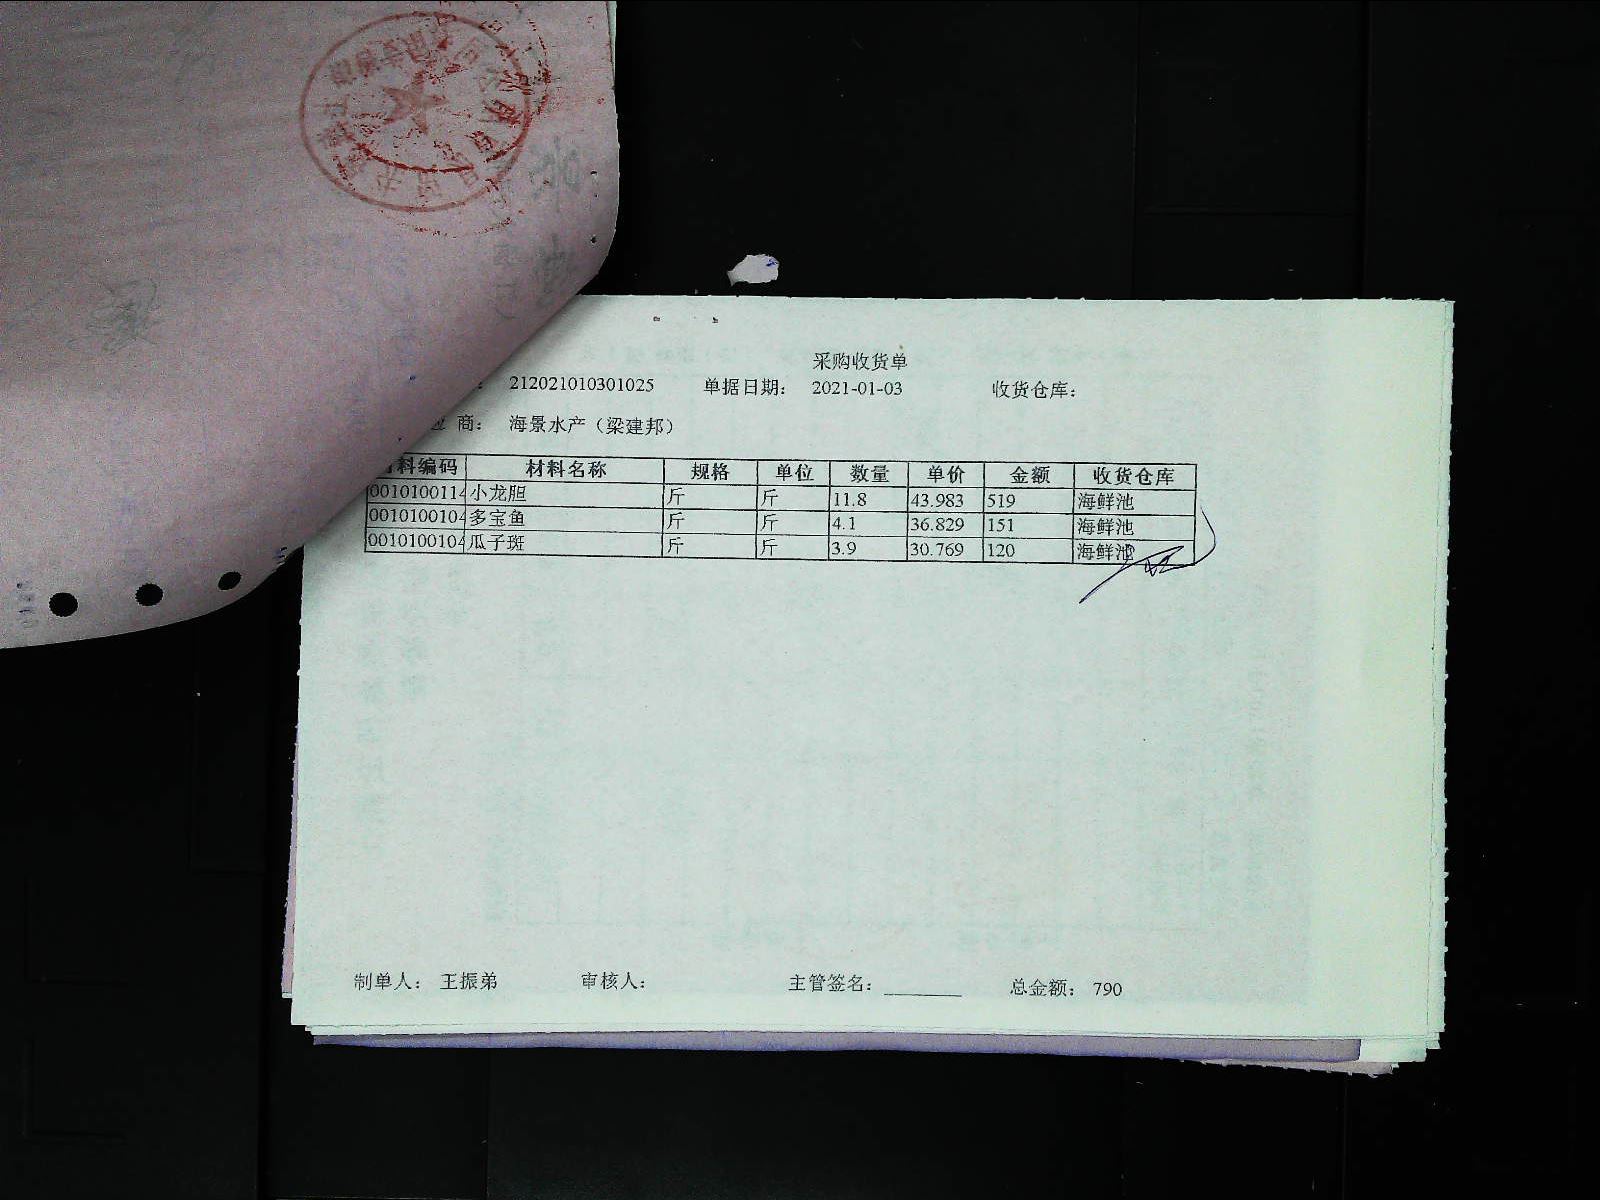 采购收货单
: 212021010301025 单据日期: 2021-01-03 收货仓库:
应 商: 海景水产（梁建邦）
料编码 材料名称 规格 单位 数量 单价 金额 收货仓库
0010100114 小龙胆 斤 斤 11.8 43.983 519 海鲜池
0010100104 多宝鱼 斤 斤 4.1 36.829 151 海鲜池
0010100104 瓜子斑 斤 斤 3.9 30.769 120 海鲜池
制单人: 王振弟 审核人: 主管签名: 总金额: 790